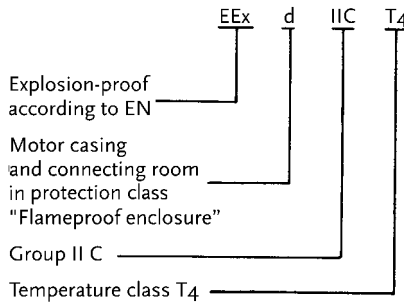 EEx d IIC T4
Explosion-proof
according to EN
Motor casing
and connecting room
in protection class
"Flameproof enclosure”
Group II C
Temperature class T4